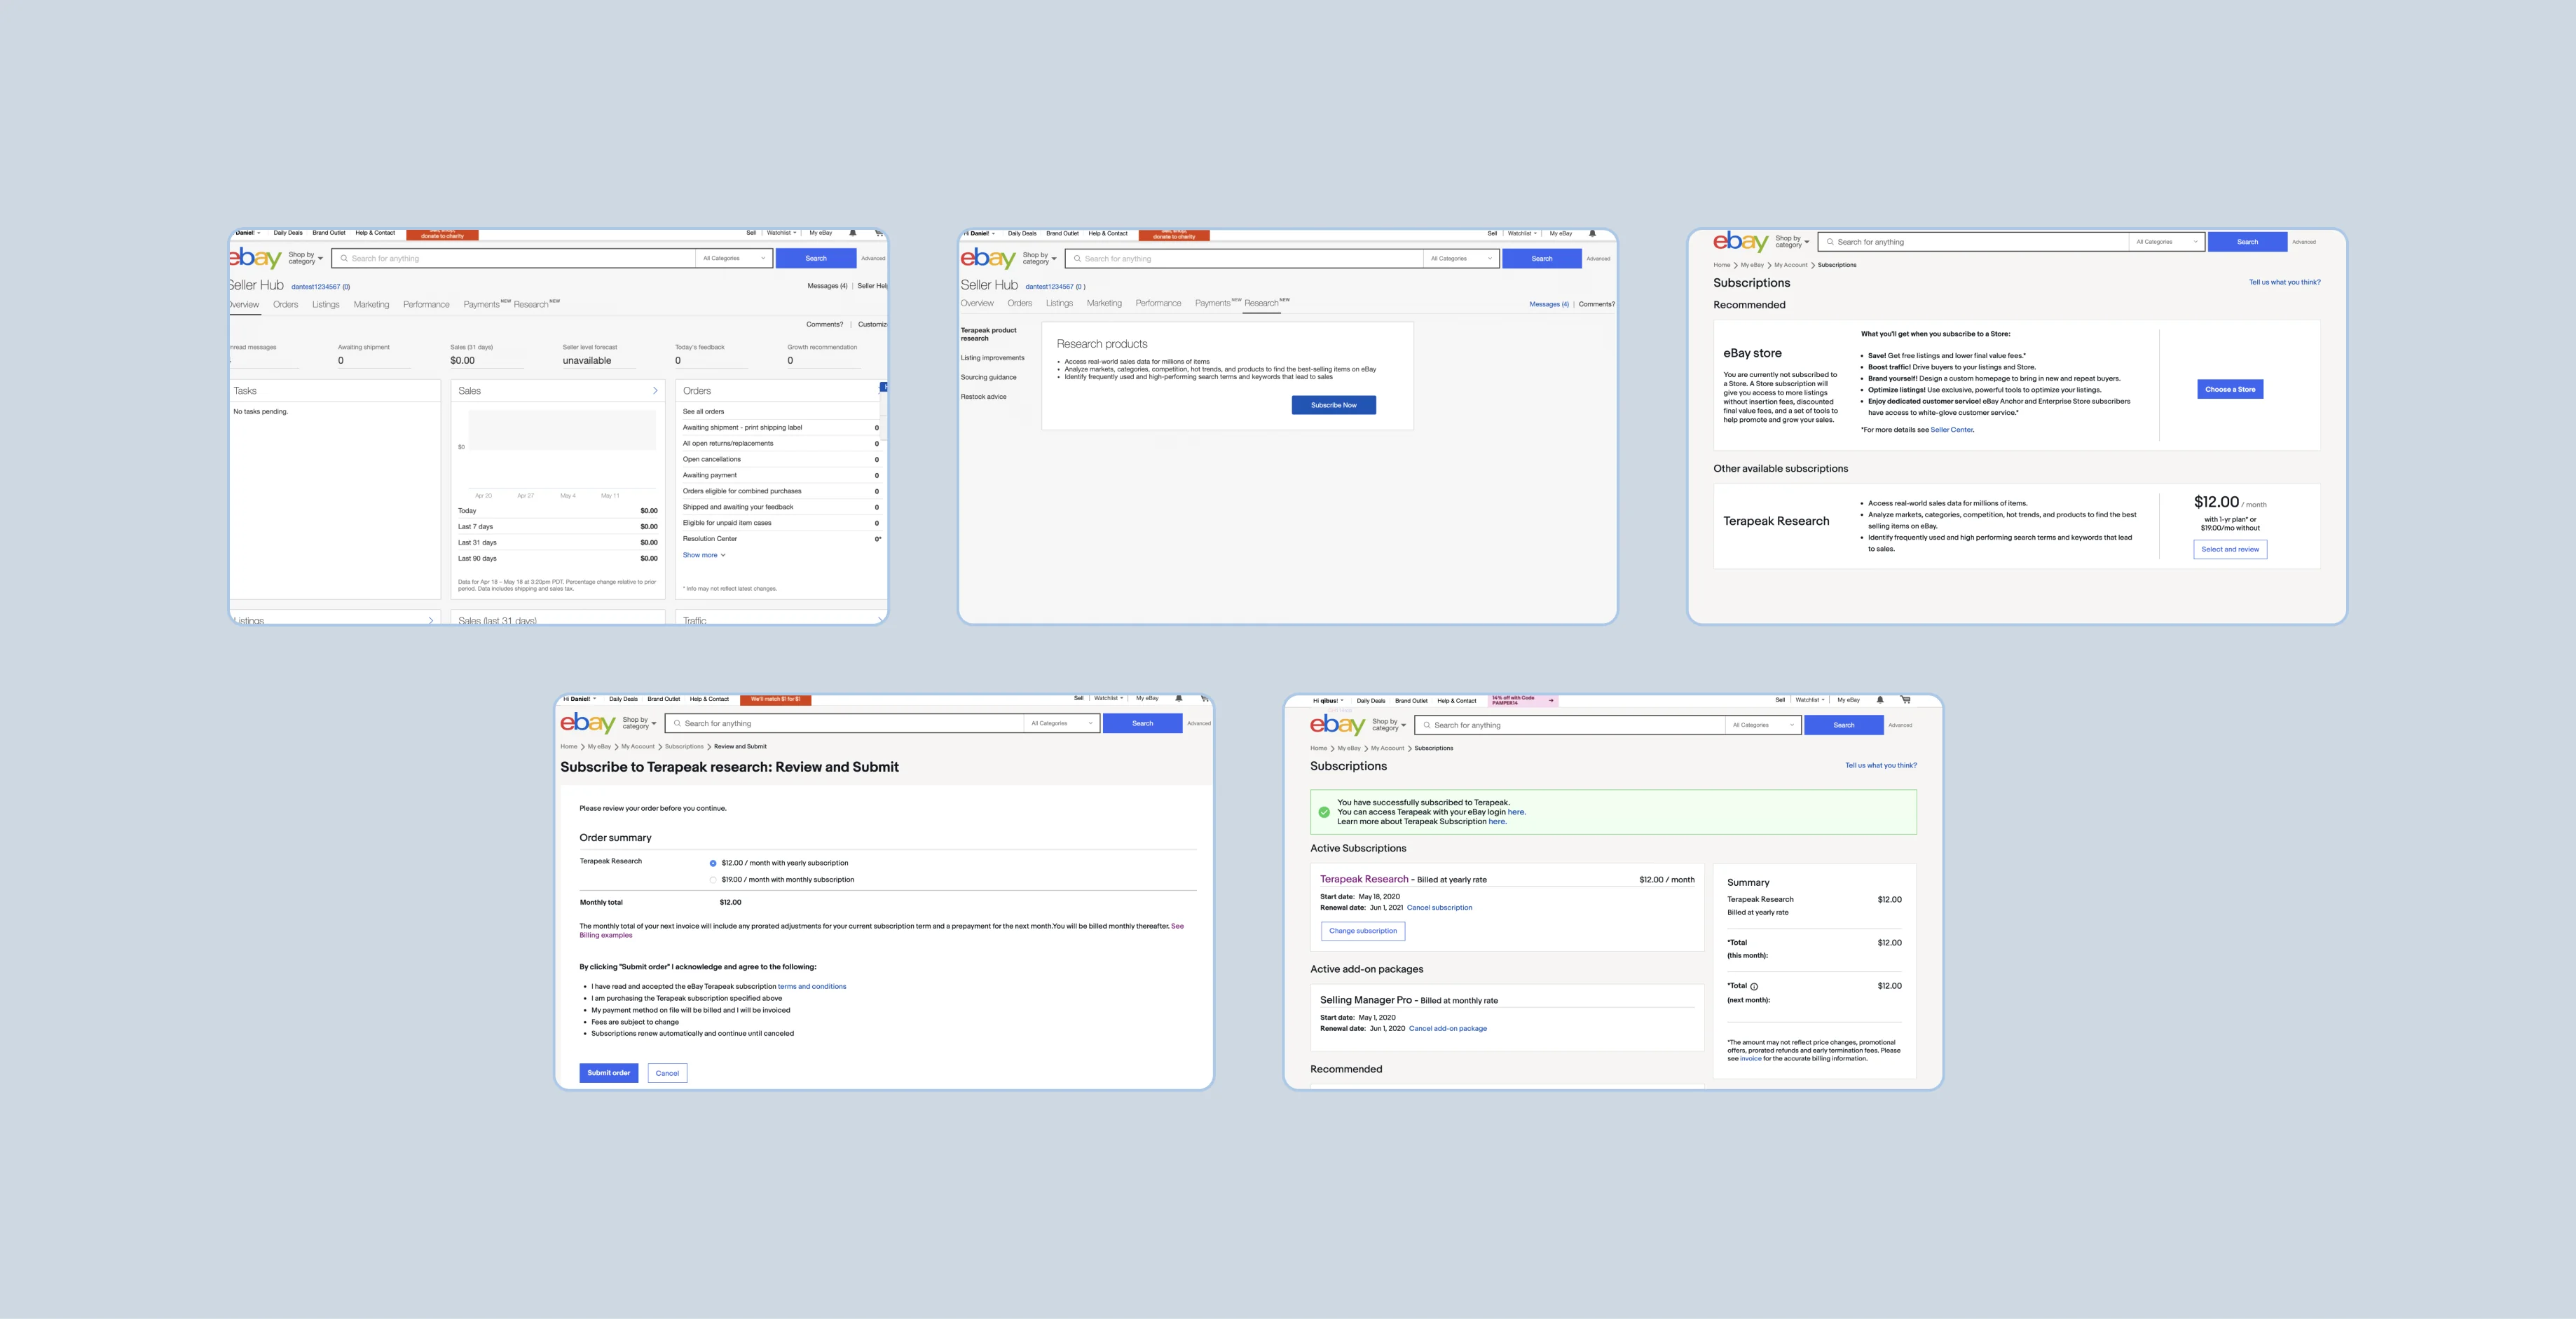 Daniel! Daily Deals Brand Outlet Help & Contact donate to charity Sell Watchlist My eBay
ebay Shop by category Search for anything All Categories Search Advanced
Seller Hub dantest1234567 (0) Messages (4) | Seller Help
Overview Orders Listings Marketing Performance Payments NEW Research NEW
Comments? | Customize
nread messages Awaiting shipment Sales (31 days) Seller level forecast Today's feedback Growth recommendation
0 $0.00 unavailable 0 0
Tasks
No tasks pending.
Sales
$0
Apr 20 Apr 27 May 4 May 11
Today $0.00
Last 7 days $0.00
Last 31 days $0.00
Last 90 days $0.00
Data for Apr 18 – May 18 at 3:20pm PDT. Percentage change relative to prior
period. Data includes shipping and sales tax.
Orders
See all orders
Awaiting shipment - print shipping label 0
All open returns/replacements 0
Open cancellations 0
Awaiting payment 0
Orders eligible for combined purchases 0
Shipped and awaiting your feedback 0
Eligible for unpaid item cases 0
Resolution Center 0*
Show more
* Info may not reflect latest changes.
Listings Sales (last 31 days) Traffic
Hi Daniel! Daily Deals Brand Outlet Help & Contact donate to charity Sell Watchlist My eBay
ebay Shop by category Search for anything All Categories Search Advanced
Seller Hub dantest1234567 (0 )
Overview Orders Listings Marketing Performance Payments NEW Research NEW Messages (4) | Comments?
Terapeak product
research
Listing improvements
Sourcing guidance
Restock advice
Research products
• Access real-world sales data for millions of items
• Analyze markets, categories, competition, hot trends, and products to find the best-selling items on eBay
• Identify frequently used and high-performing search terms and keywords that lead to sales
Subscribe Now
ebay Shop by category Search for anything All Categories Search Advanced
Home > My eBay > My Account > Subscriptions
Subscriptions Tell us what you think?
Recommended
eBay store
You are currently not subscribed to
a Store. A Store subscription will
give you access to more listings
without insertion fees, discounted
final value fees, and a set of tools to
help promote and grow your sales.
What you'll get when you subscribe to a Store:
• Save! Get free listings and lower final value fees.*
• Boost traffic! Drive buyers to your listings and Store.
• Brand yourself! Design a custom homepage to bring in new and repeat buyers.
• Optimize listings! Use exclusive, powerful tools to optimize your listings.
• Enjoy dedicated customer service! eBay Anchor and Enterprise Store subscribers
have access to white-glove customer service.*
*For more details see Seller Center.
Choose a Store
Other available subscriptions
Terapeak Research
• Access real-world sales data for millions of items.
• Analyze markets, categories, competition, hot trends, and products to find the best
selling items on eBay.
• Identify frequently used and high performing search terms and keywords that lead
to sales.
$12.00 / month
with 1-yr plan* or
$19.00/mo without
Select and review
Hi Daniel! Daily Deals Brand Outlet Help & Contact We'll match $1 for $1 Sell Watchlist My eBay
ebay Shop by category Search for anything All Categories Search Advanced
Home > My eBay > My Account > Subscriptions > Review and Submit
Subscribe to Terapeak research: Review and Submit
Please review your order before you continue.
Order summary
Terapeak Research $12.00 / month with yearly subscription
$19.00 / month with monthly subscription
Monthly total $12.00
The monthly total of your next invoice will include any prorated adjustments for your current subscription term and a prepayment for the next month.You will be billed monthly thereafter. See
Billing examples
By clicking "Submit order" I acknowledge and agree to the following:
• I have read and accepted the eBay Terapeak subscription terms and conditions
• I am purchasing the Terapeak subscription specified above
• My payment method on file will be billed and I will be invoiced
• Fees are subject to change
• Subscriptions renew automatically and continue until canceled
Submit order Cancel
Hi qibus! Daily Deals Brand Outlet Help & Contact 14% off with Code PAMPER14 Sell Watchlist My eBay
ebay Shop by category Search for anything All Categories Search Advanced
Home > My eBay > My Account > Subscriptions
Subscriptions Tell us what you think?
You have successfully subscribed to Terapeak.
You can access Terapeak with your eBay login here.
Learn more about Terapeak Subscription here.
Active Subscriptions
Terapeak Research - Billed at yearly rate $12.00 / month
Start date: May 18, 2020
Renewal date: Jun 1, 2021 Cancel subscription
Change subscription
Active add-on packages
Selling Manager Pro - Billed at monthly rate
Start date: May 1, 2020
Renewal date: Jun 1, 2020 Cancel add-on package
Recommended
Summary
Terapeak Research $12.00
Billed at yearly rate
*Total $12.00
(this month):
*Total $12.00
(next month):
*The amount may not reflect price changes, promotional
offers, prorated refunds and early termination fees. Please
see invoice for the accurate billing information.